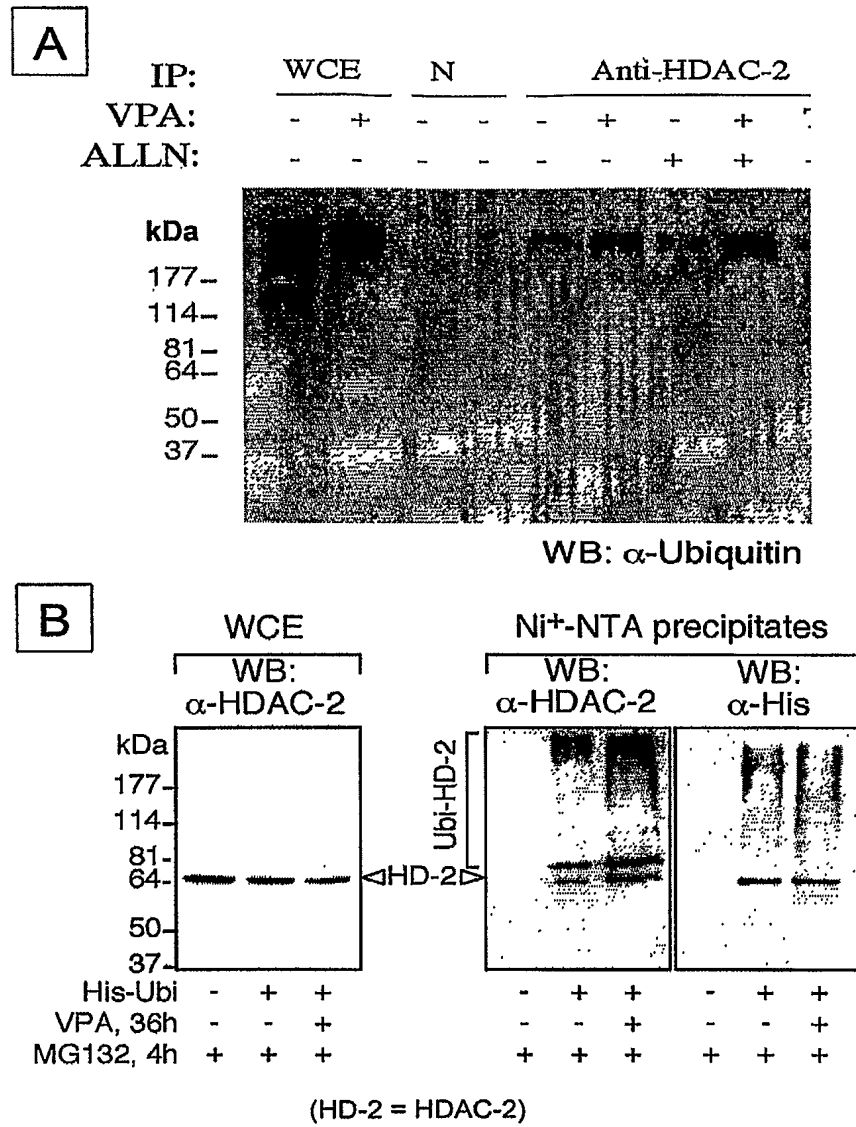 A
IP: WCE N Anti-HDAC-2
VPA: - + - - - + - + -
ALLN: - - - - - - + + -
kDa
177
114
81
64
50
37
WB: α-Ubiquitin
B
WCE
WB:
α-HDAC-2
Ni+-NTA precipitates
WB:
α-HDAC-2
WB:
α-His
kDa
177
114
81
64
50
37
HD-2
Ubi-HD-2
His-Ubi - + + - + + - + +
VPA, 36h - - + - - + - - +
MG132, 4h + + + + + + + + +
(HD-2 = HDAC-2)